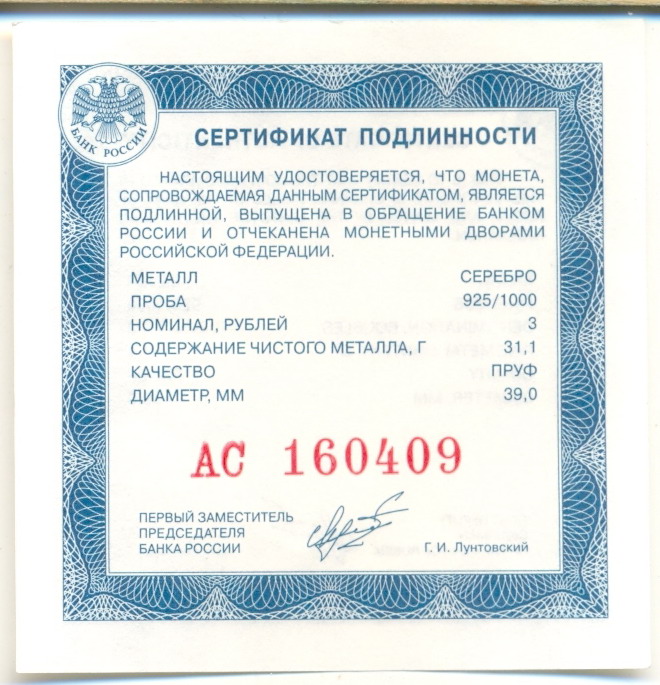 БАНК РОССИИ
СЕРТИФИКАТ ПОДЛИННОСТИ
НАСТОЯЩИМ УДОСТОВЕРЯЕТСЯ, ЧТО МОНЕТА,
СОПРОВОЖДАЕМАЯ ДАННЫМ СЕРТИФИКАТОМ, ЯВЛЯЕТСЯ
ПОДЛИННОЙ, ВЫПУЩЕНА В ОБРАЩЕНИЕ БАНКОМ
РОССИИ И ОТЧЕКАНЕНА МОНЕТНЫМИ ДВОРАМИ
РОССИЙСКОЙ ФЕДЕРАЦИИ.
МЕТАЛЛ СЕРЕБРО
ПРОБА 925/1000
НОМИНАЛ, РУБЛЕЙ 3
СОДЕРЖАНИЕ ЧИСТОГО МЕТАЛЛА, Г 31,1
КАЧЕСТВО ПРУФ
ДИАМЕТР, ММ 39,0
АС 160409
ПЕРВЫЙ ЗАМЕСТИТЕЛЬ
ПРЕДСЕДАТЕЛЯ
БАНКА РОССИИ Г. И. Лунтовский